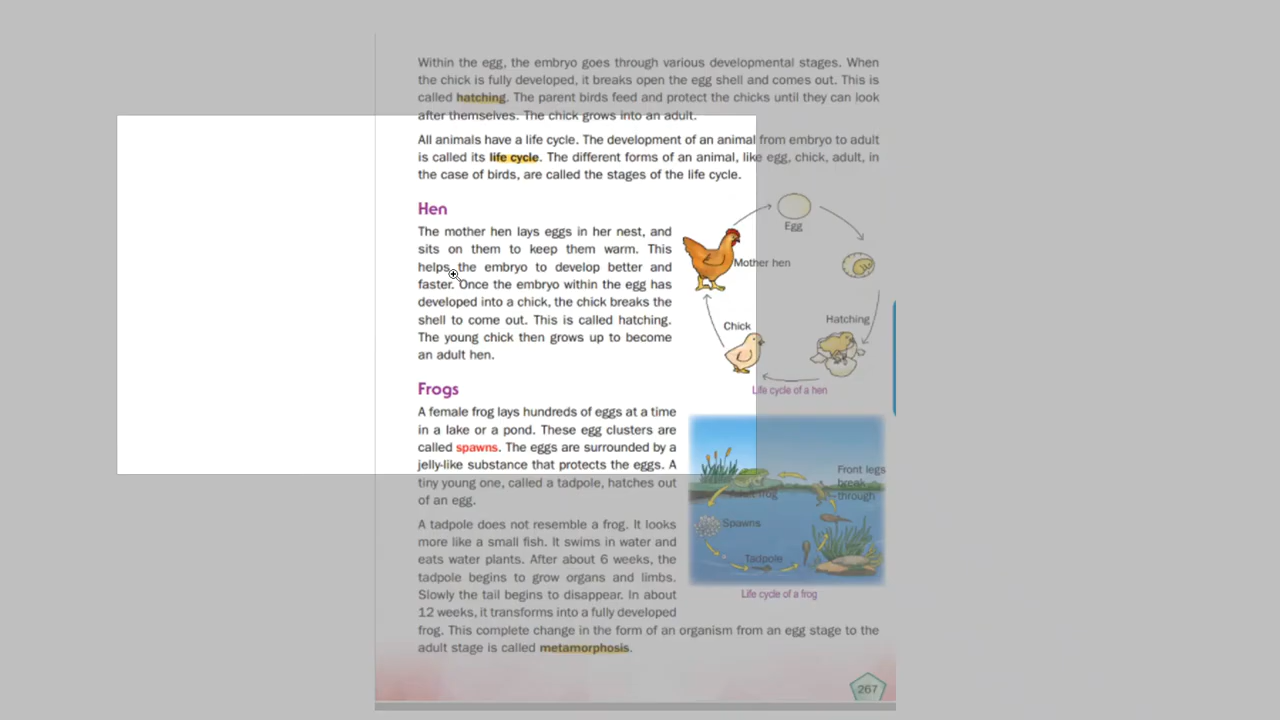 Within the egg, the embryo goes through various developmental stages. When
the chick is fully developed, it breaks open the egg shell and comes out. This is
called hatching. The parent birds feed and protect the chicks until they can look
after themselves. The chick grows into an adult.
All animals have a life cycle. The development of an animal from embryo to adult
is called its life cycle. The different forms of an animal, like egg, chick, adult, in
the case of birds, are called the stages of the life cycle.
Hen
The mother hen lays eggs in her nest, and
sits on them to keep them warm. This
helps the embryo to develop better and
faster. Once the embryo within the egg has
developed into a chick, the chick breaks the
shell to come out. This is called hatching.
The young chick then grows up to become
an adult hen.
Egg
Mother hen
Hatching
Chick
Life cycle of a hen
Frogs
A female frog lays hundreds of eggs at a time
in a lake or a pond. These egg clusters are
called spawns. The eggs are surrounded by a
jelly-like substance that protects the eggs. A
tiny young one, called a tadpole, hatches out
of an egg.
A tadpole does not resemble a frog. It looks
more like a small fish. It swims in water and
eats water plants. After about 6 weeks, the
tadpole begins to grow organs and limbs.
Slowly the tail begins to disappear. In about
12 weeks, it transforms into a fully developed
frog. This complete change in the form of an organism from an egg stage to the
adult stage is called metamorphosis.
Front legs
break
through
Adult frog
Spawns
Tadpole
Life cycle of a frog
267